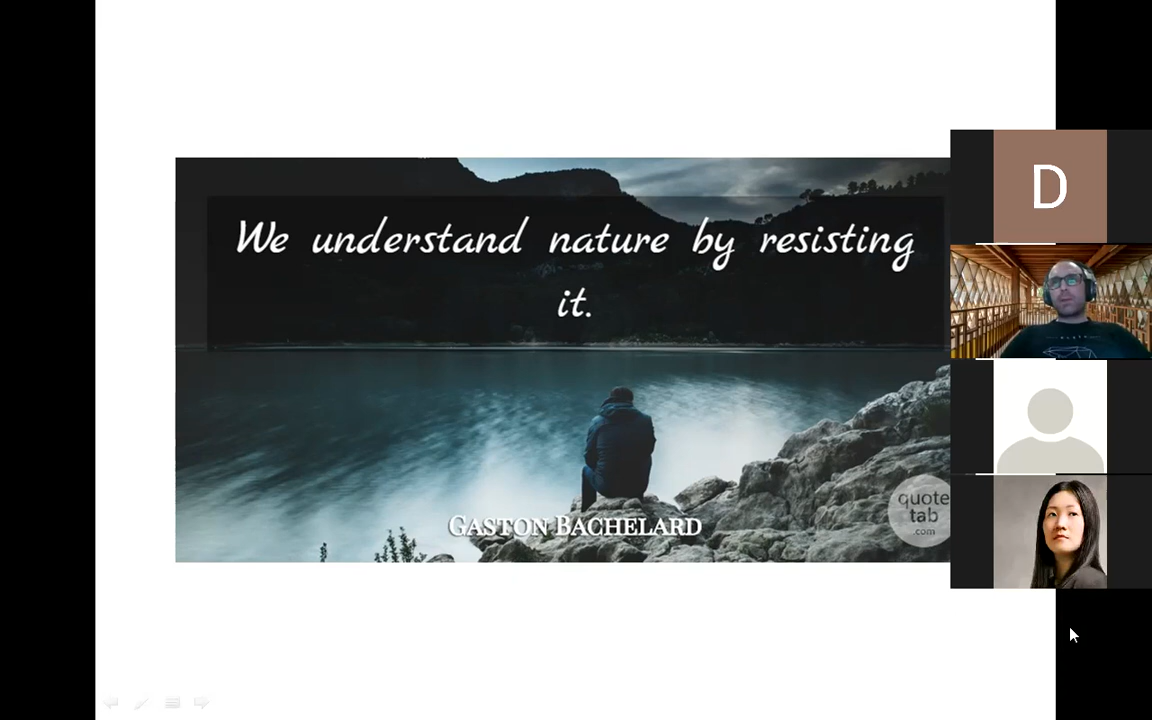 We understand nature by resisting
it.
GASTON BACHELARD
quote
tab
.com
D